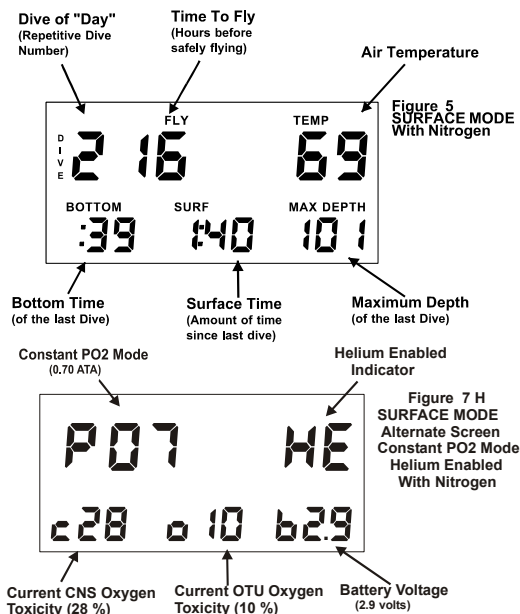 Dive of "Day"
(Repetitive Dive
Number)
Time To Fly
(Hours before
safely flying)
Air Temperature
Figure 5
SURFACE MODE
With Nitrogen
DIVE
FLY
TEMP
2 16 69
BOTTOM SURF MAX DEPTH
:39 1:40 101
Bottom Time
(of the last Dive)
Surface Time
(Amount of time
since last dive)
Maximum Depth
(of the last Dive)
Constant PO2 Mode
(0.70 ATA)
Helium Enabled
Indicator
Figure 7 H
SURFACE MODE
Alternate Screen
Constant PO2 Mode
Helium Enabled
With Nitrogen
P07 HE
c28 o 10 b2.9
Current CNS Oxygen
Toxicity (28 %)
Current OTU Oxygen
Toxicity (10 %)
Battery Voltage
(2.9 volts)